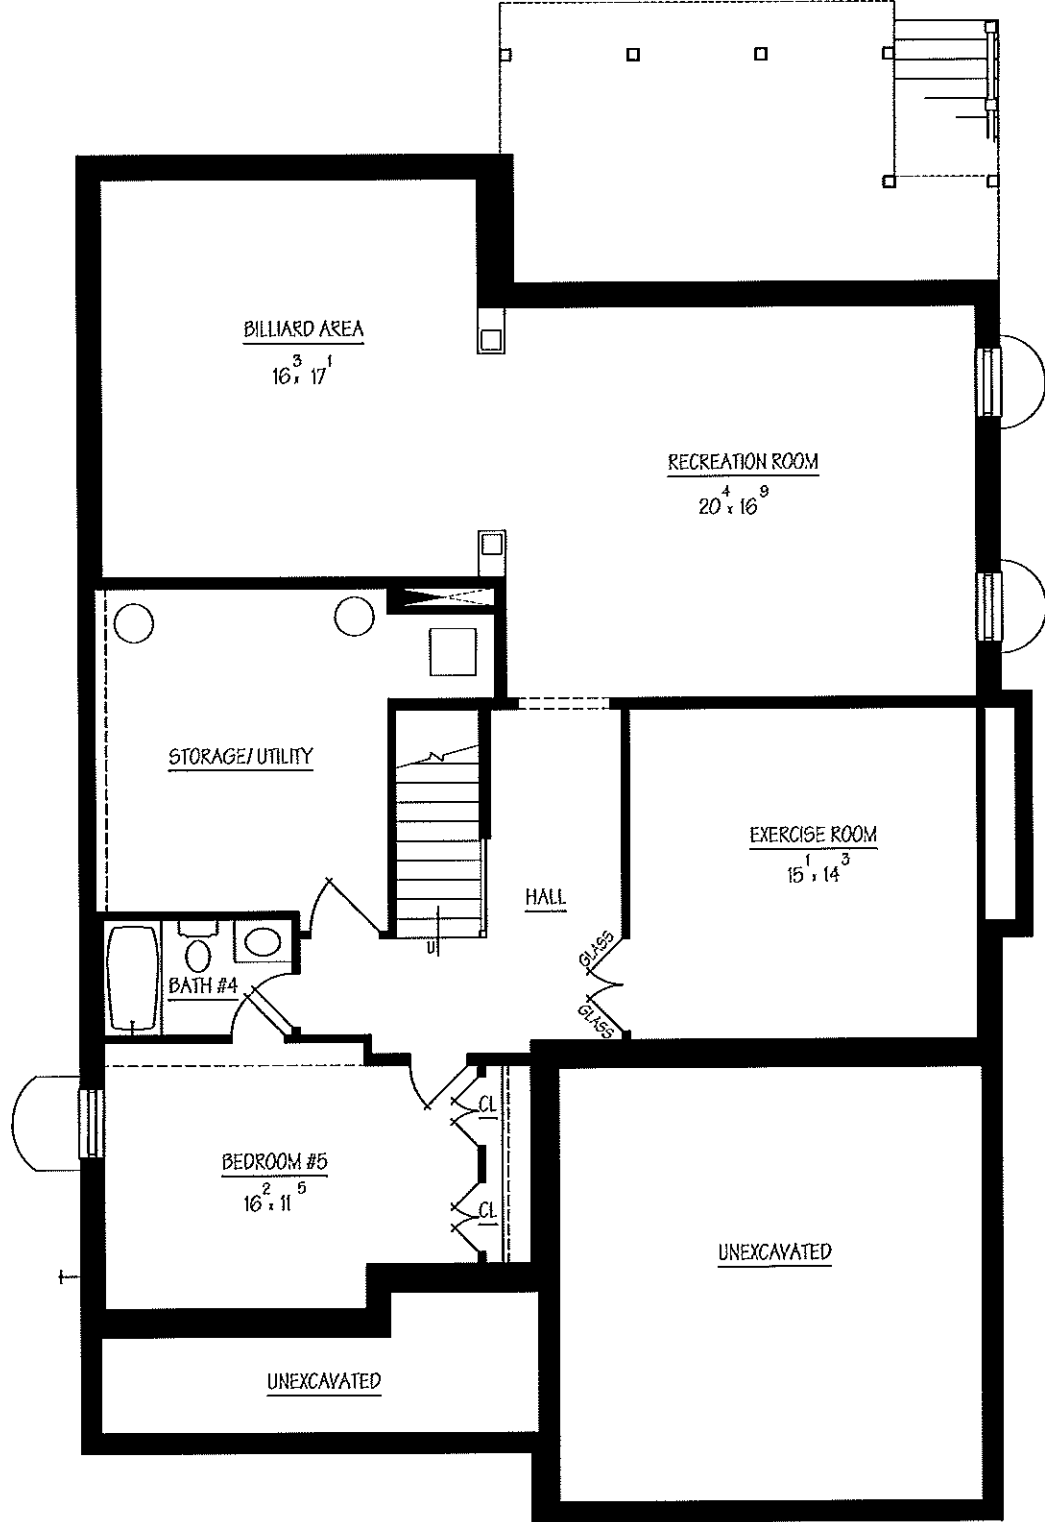 BILLIARD AREA
16³ x 17¹
RECREATION ROOM
20⁴ x 16⁹
STORAGE/ UTILITY
EXERCISE ROOM
15¹ x 14³
HALL
U
GLASS
GLASS
BATH #4
CL
BEDROOM #5
16² x 11⁵
CL
UNEXCAVATED
UNEXCAVATED